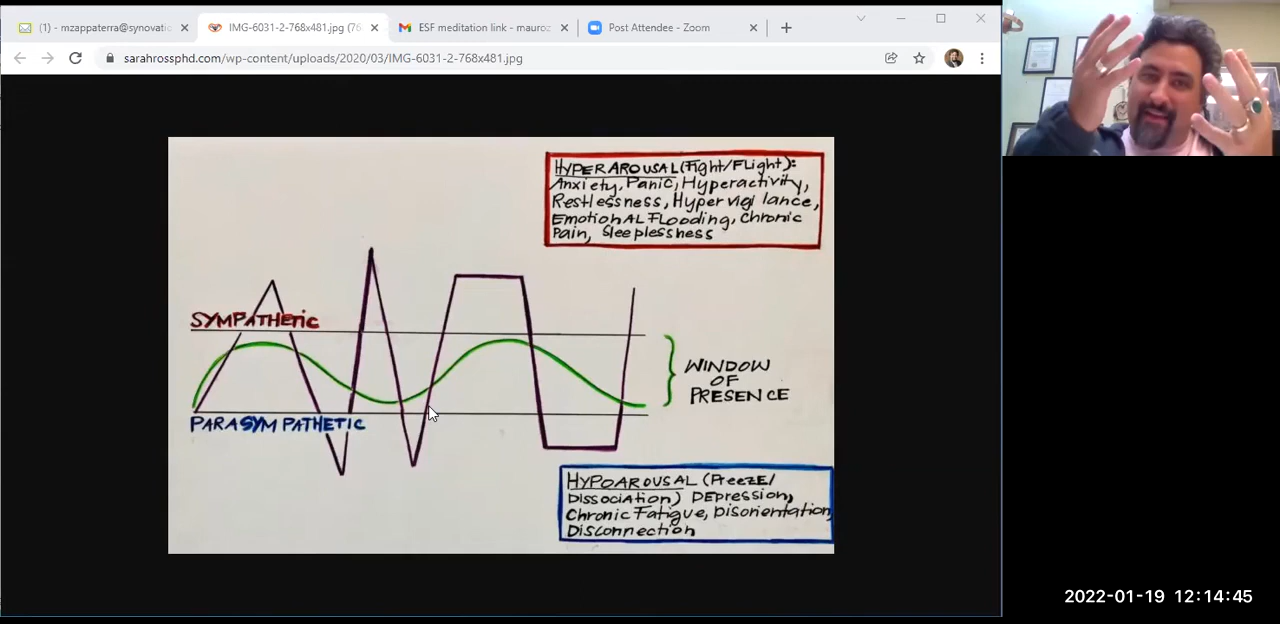 (1) - mzappaterra@synovatic
IMG-6031-2-768x481.jpg (76
ESF meditation link - mauroz
Post Attendee - Zoom
sarahrossphd.com/wp-content/uploads/2020/03/IMG-6031-2-768x481.jpg
HYPERAROUSAL (Fight/Flight):
Anxiety, Panic, Hyperactivity,
Restlessness, Hypervigi lance,
EmotionAL FLooding, Chronic
Pain, Sleeplessness
SYMPATHETIC
WINDOW
OF
PRESENCE
PARASYMPATHETIC
HYPOAROUSAL (FreezE/
Dissociation) DEpression,
Chronic Fatigue, Disorientation,
Disconnection
2022-01-19 12:14:45